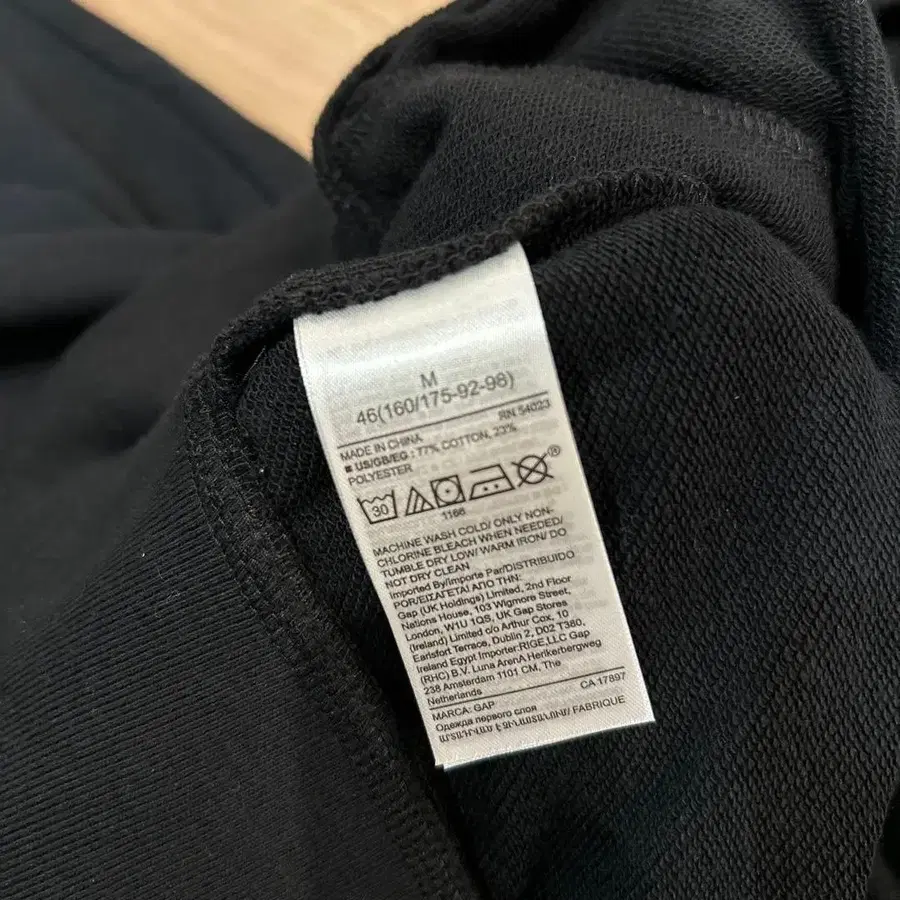 M
46(160/175-92-98)
RN 54023
MADE IN CHINA
■ US/GB/EG : 77% COTTON, 23%
POLYESTER
30
1166
®
MACHINE WASH COLD/ ONLY NON-
CHLORINE BLEACH WHEN NEEDED/
TUMBLE DRY LOW/ WARM IRON/ DO
NOT DRY CLEAN
Imported By/Importe Par/DISTRIBUIDO
POR/ΕΙΣΑΓΕΤΑΙ ΑΠΟ ΤΗΝ:
Gap (UK Holdings) Limited, 2nd Floor
Nations House, 103 Wigmore Street,
London, W1U 1QS, UK Gap Stores
(Ireland) Limited c/o Arthur Cox, 10
Earlsfort Terrace, Dublin 2, D02 T380,
Ireland Egypt Importer:RIGE,LLC Gap
(RHC) B.V. Luna ArenA Herikerbergweg
238 Amsterdam 1101 CM, The
Netherlands
MARCA: GAP CA 17897
Одежда первого слоя
ԱՐՏԱԴՐՎԱԾ Է ՉԻՆԱՍՏԱՆՈՒՄ/ FABRIQUE